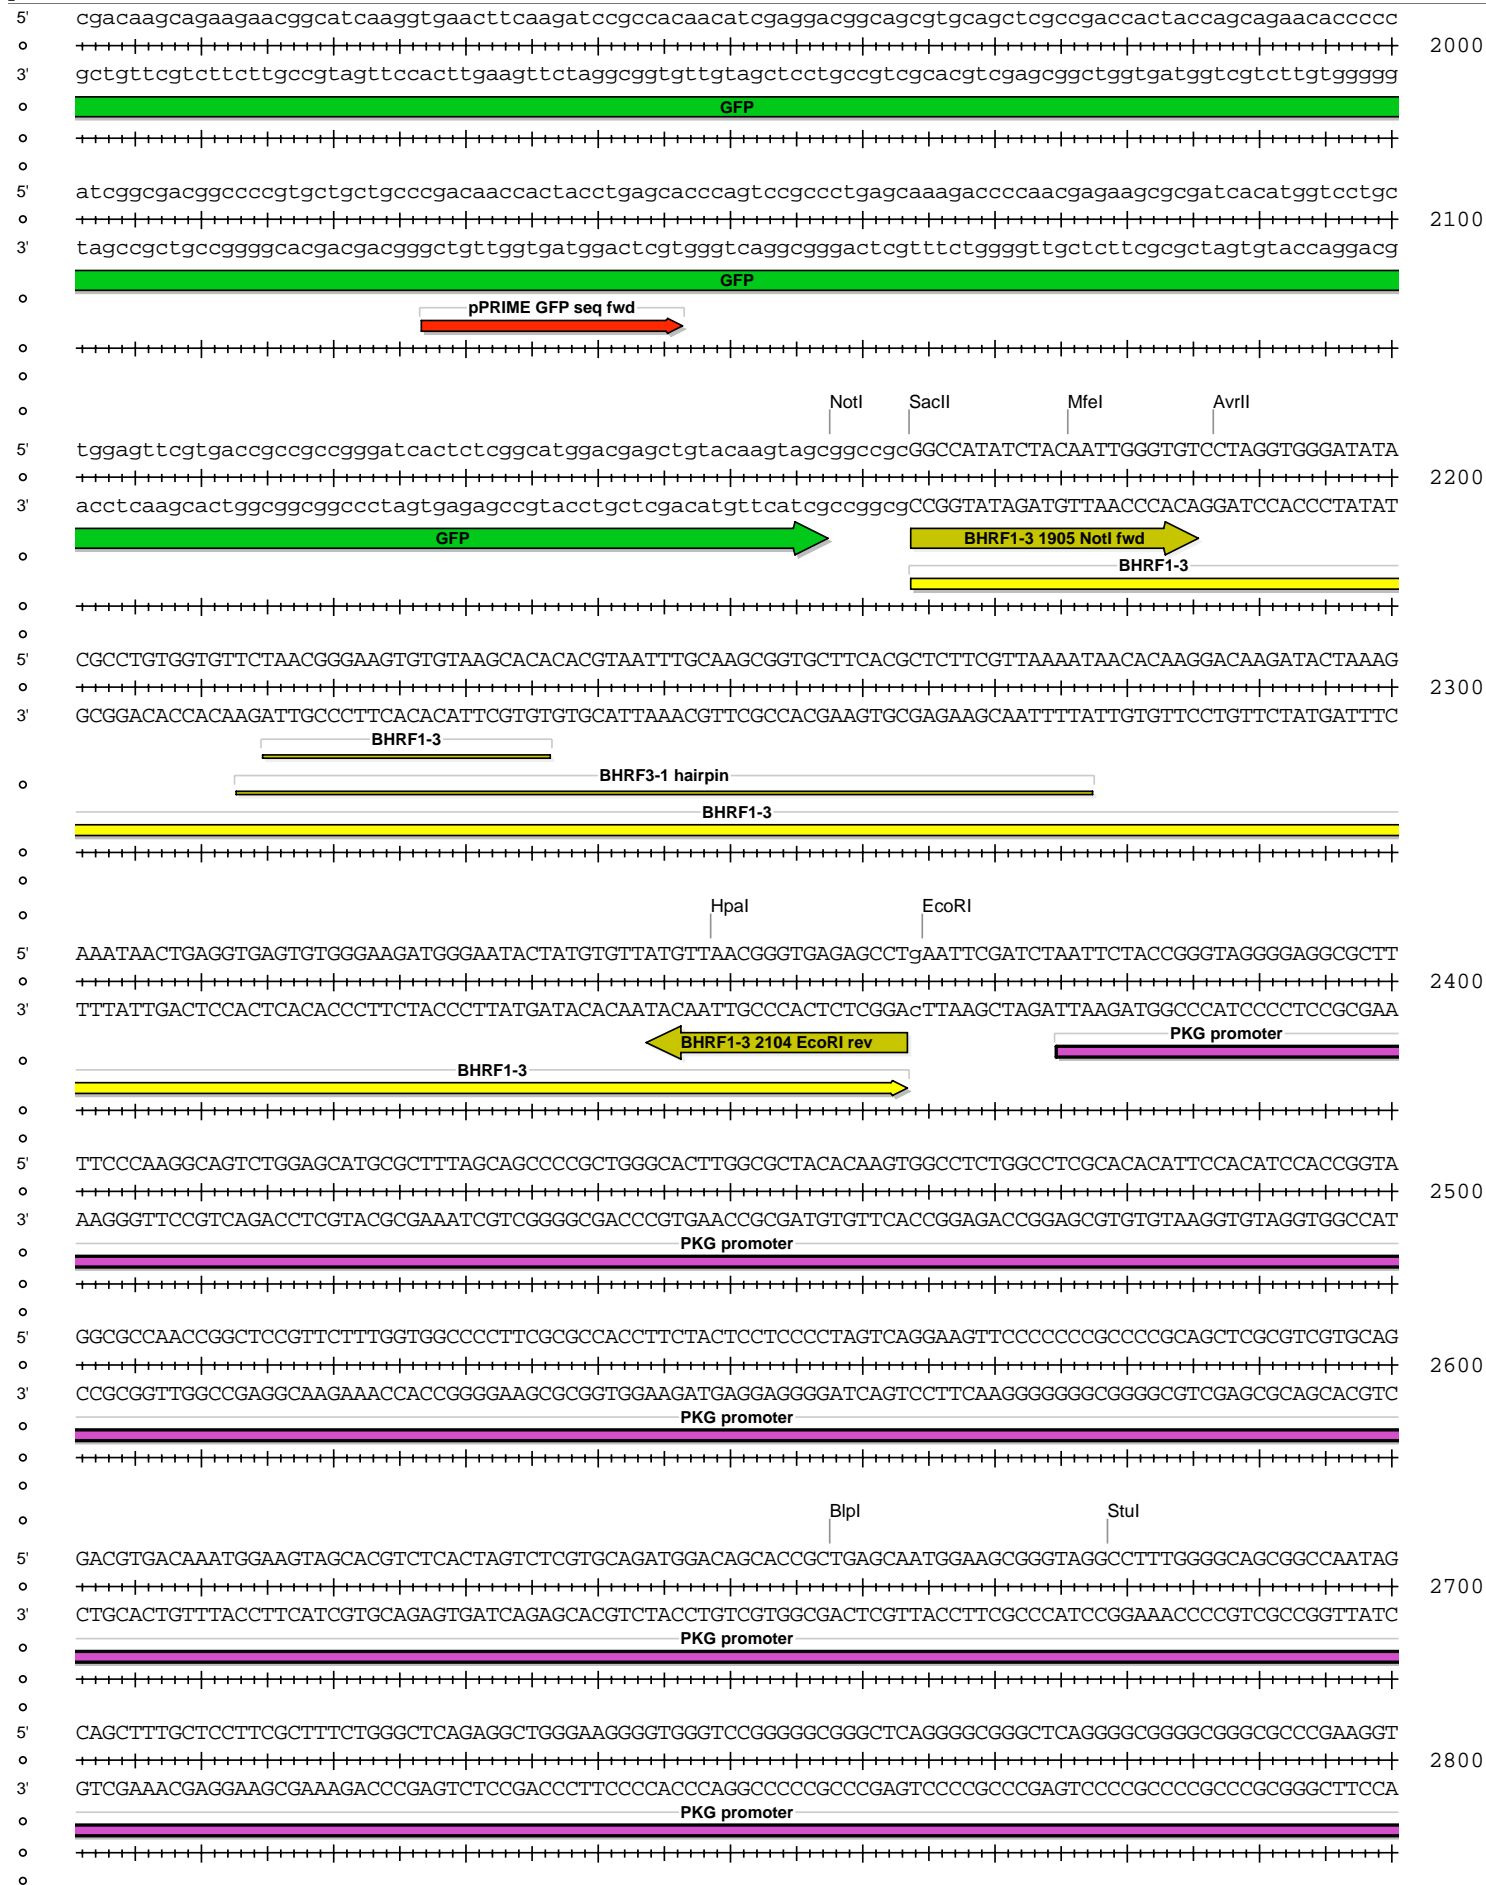 5' cgacaagcagaagaacggcatcaaggtgaacttcaagatccgccacaacatcgaggacggcagcgtgcagctcgccgaccactaccagcagaacaccccc
2000
3' gctgttcgtcttcttgccgtagttccacttgaagttctaggcggtgttgtagctcctgccgtcgcacgtcgagcggctggtgatggtcgtcttgtggggg
GFP
5' atcggcgacggccccgtgctgctgcccgacaaccactacctgagcacccagtccgccctgagcaaagaccccaacgagaagcgcgatcacatggtcctgc
2100
3' tagccgctgccggggcacgacgacgggctgttggtgatggactcgtgggtcaggcgggactcgtttctggggttgctcttcgcgctagtgtaccaggacg
GFP
pPRIME GFP seq fwd
NotI SacII MfeI AvrII
5' tggagttcgtgaccgccgccgggatcactctcggcatggacgagctgtacaagtagcggccgcGGCCATATCTACAATTGGGTGTCCTAGGTGGGATATA
2200
3' acctcaagcactggcggcggccctagtgagagccgtacctgctcgacatgttcatcgccggcgCCGGTATAGATGTTAACCCACAGGATCCACCCTATAT
GFP BHRF1-3 1905 NotI fwd
BHRF1-3
5' CGCCTGTGGTGTTCTAACGGGAAGTGTGTAAGCACACACGTAATTTGCAAGCGGTGCTTCACGCTCTTCGTTAAAATAACACAAGGACAAGATACTAAAG
2300
3' GCGGACACCACAAGATTGCCCTTCACACATTCGTGTGTGCATTAAACGTTCGCCACGAAGTGCGAGAAGCAATTTTATTGTGTTCCTGTTCTATGATTTC
BHRF1-3
BHRF3-1 hairpin
BHRF1-3
HpaI EcoRI
5' AAATAACTGAGGTGAGTGTGGGAAGATGGGAATACTATGTGTTATGTTAACGGGTGAGAGCCTgAATTCGATCTAATTCTACCGGGTAGGGGAGGCGCTT
2400
3' TTTATTGACTCCACTCACACCCTTCTACCCTTATGATACACAATACAATTGCCCACTCTCGGAcTTAAGCTAGATTAAGATGGCCCATCCCCTCCGCGAA
BHRF1-3 2104 EcoRI rev PKG promoter
BHRF1-3
5' TTCCCAAGGCAGTCTGGAGCATGCGCTTTAGCAGCCCCGCTGGGCACTTGGCGCTACACAAGTGGCCTCTGGCCTCGCACACATTCCACATCCACCGGTA
2500
3' AAGGGTTCCGTCAGACCTCGTACGCGAAATCGTCGGGGCGACCCGTGAACCGCGATGTGTTCACCGGAGACCGGAGCGTGTGTAAGGTGTAGGTGGCCAT
PKG promoter
5' GGCGCCAACCGGCTCCGTTCTTTGGTGGCCCCTTCGCGCCACCTTCTACTCCTCCCCTAGTCAGGAAGTTCCCCCCCGCCCCGCAGCTCGCGTCGTGCAG
2600
3' CCGCGGTTGGCCGAGGCAAGAAACCACCGGGGAAGCGCGGTGGAAGATGAGGAGGGGATCAGTCCTTCAAGGGGGGGCGGGGCGTCGAGCGCAGCACGTC
PKG promoter
BlpI StuI
5' GACGTGACAAATGGAAGTAGCACGTCTCACTAGTCTCGTGCAGATGGACAGCACCGCTGAGCAATGGAAGCGGGTAGGCCTTTGGGGCAGCGGCCAATAG
2700
3' CTGCACTGTTTACCTTCATCGTGCAGAGTGATCAGAGCACGTCTACCTGTCGTGGCGACTCGTTACCTTCGCCCATCCGGAAACCCCGTCGCCGGTTATC
PKG promoter
5' CAGCTTTGCTCCTTCGCTTTCTGGGCTCAGAGGCTGGGAAGGGGTGGGTCCGGGGGCGGGCTCAGGGGCGGGCTCAGGGGCGGGGCGGGCGCCCGAAGGT
2800
3' GTCGAAACGAGGAAGCGAAAGACCCGAGTCTCCGACCCTTCCCCACCCAGGCCCCCGCCCGAGTCCCCGCCCGAGTCCCCGCCCCGCCCGCGGGCTTCCA
PKG promoter